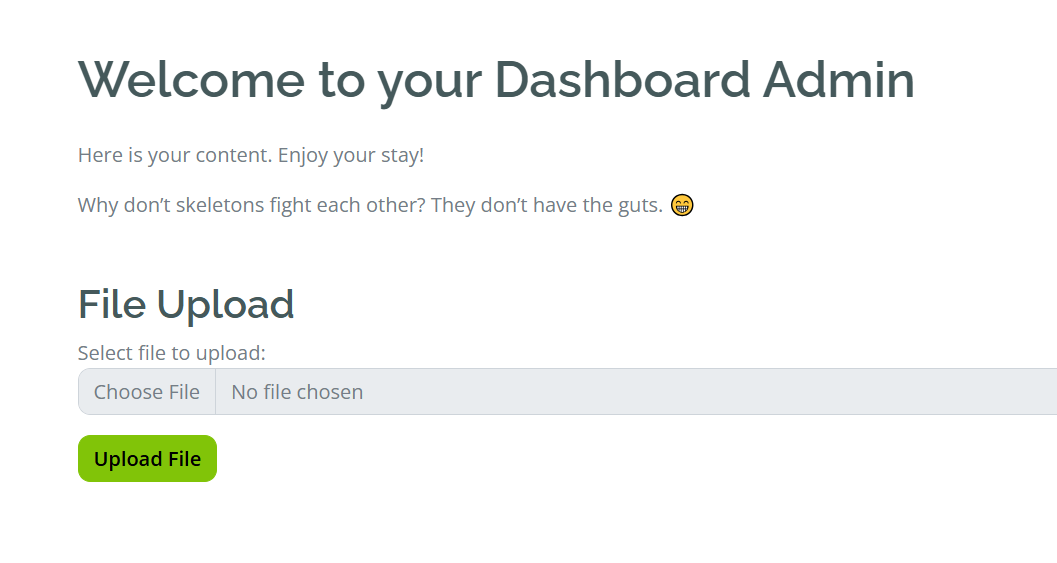 Welcome to your Dashboard Admin
Here is your content. Enjoy your stay!
Why don’t skeletons fight each other? They don’t have the guts. 😁
File Upload
Select file to upload:
Choose File No file chosen
Upload File